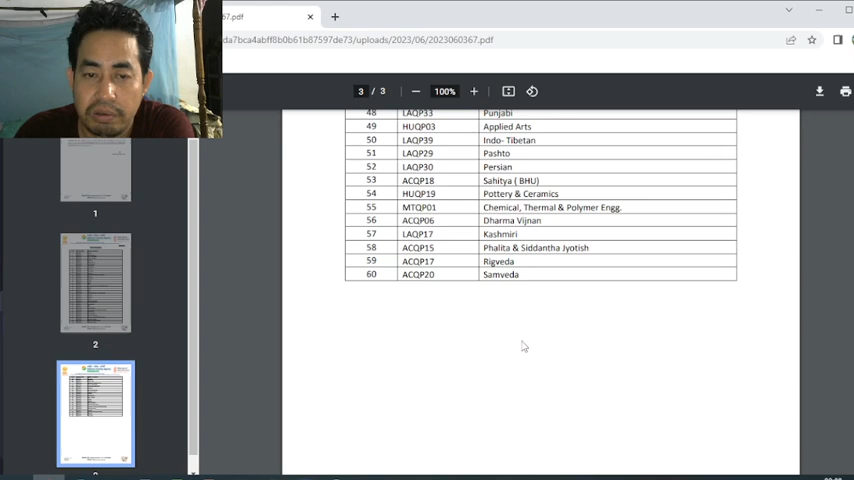 67.pdf
da7bca4abff8b0b61b87597de73/uploads/2023/06/2023060367.pdf
3 / 3 100%
48 LAQP33 Punjabi
49 HUQP03 Applied Arts
50 LAQP39 Indo- Tibetan
51 LAQP29 Pashto
52 LAQP30 Persian
53 ACQP18 Sahitya ( BHU)
54 HUQP19 Pottery & Ceramics
55 MTQP01 Chemical, Thermal & Polymer Engg.
56 ACQP06 Dharma Vijnan
57 LAQP17 Kashmiri
58 ACQP15 Phalita & Siddantha Jyotish
59 ACQP17 Rigveda
60 ACQP20 Samveda
1
2